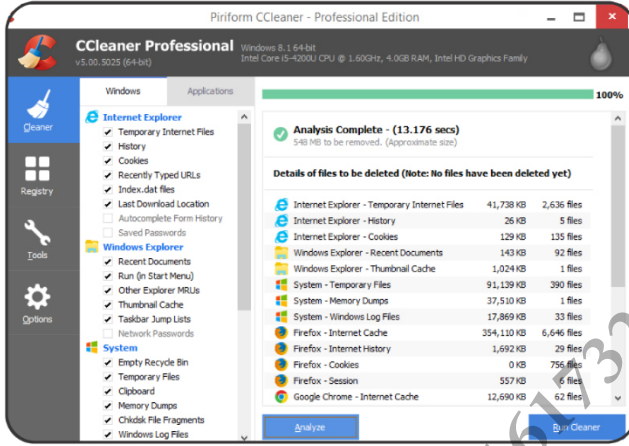 Piriform CCleaner - Professional Edition
CCleaner Professional Windows 8.1 64-bit
v5.00.5025 (64-bit) Intel Core i5-4200U CPU @ 1.60GHz, 4.0GB RAM, Intel HD Graphics Family
Cleaner
Registry
Tools
Options
Windows Applications
Internet Explorer
Temporary Internet Files
History
Cookies
Recently Typed URLs
Index.dat files
Last Download Location
Autocomplete Form History
Saved Passwords
Windows Explorer
Recent Documents
Run (in Start Menu)
Other Explorer MRUs
Thumbnail Cache
Taskbar Jump Lists
Network Passwords
System
Empty Recycle Bin
Temporary Files
Clipboard
Memory Dumps
Chkdsk File Fragments
Windows Log Files
100%
Analysis Complete - (13.176 secs)
548 MB to be removed. (Approximate size)
Details of files to be deleted (Note: No files have been deleted yet)
Internet Explorer - Temporary Internet Files 41,738 KB 2,636 files
Internet Explorer - History 26 KB 5 files
Internet Explorer - Cookies 129 KB 135 files
Windows Explorer - Recent Documents 143 KB 92 files
Windows Explorer - Thumbnail Cache 1,024 KB 1 files
System - Temporary Files 91,139 KB 390 files
System - Memory Dumps 37,510 KB 1 files
System - Windows Log Files 17,869 KB 33 files
Firefox - Internet Cache 354,110 KB 6,646 files
Firefox - Internet History 1,692 KB 29 files
Firefox - Cookies 0 KB 756 files
Firefox - Session 557 KB 6 files
Google Chrome - Internet Cache 12,690 KB 62 files
Analyze Run Cleaner